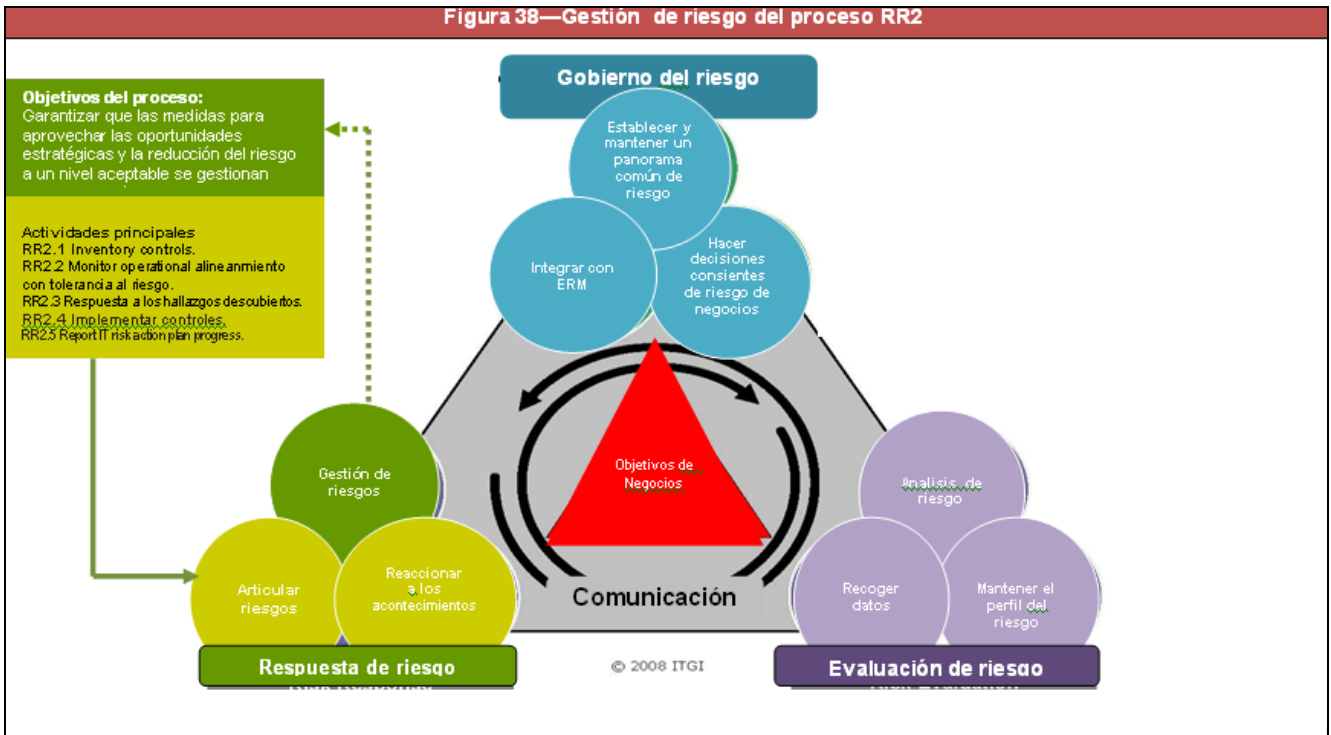 Figura 38—Gestión de riesgo del proceso RR2
Gobierno del riesgo
Objetivos del proceso:
Garantizar que las medidas para
aprovechar las oportunidades
estratégicas y la reducción del riesgo
a un nivel aceptable se gestionan
Actividades principales
RR2.1 Inventory controls.
RR2.2 Monitor operational alineanmiento
con tolerancia al riesgo.
RR2.3 Respuesta a los hallazgos descubiertos.
RR2.4 Implementar controles.
RR2.5 Report IT risk action plan progress.
Establecer y
mantener un
panorama
común de
riesgo
Integrar con
ERM
Hacer
decisiones
consientes
de riesgo de
negocios
Objetivos de
Negocios
Gestión de
riesgos
Articular
riesgos
Reaccionar
a los
acontecimientos
Analisis de
riesgo
Recoger
datos
Mantener el
perfil del
riesgo
Comunicación
Respuesta de riesgo
© 2008 ITGI
Evaluación de riesgo